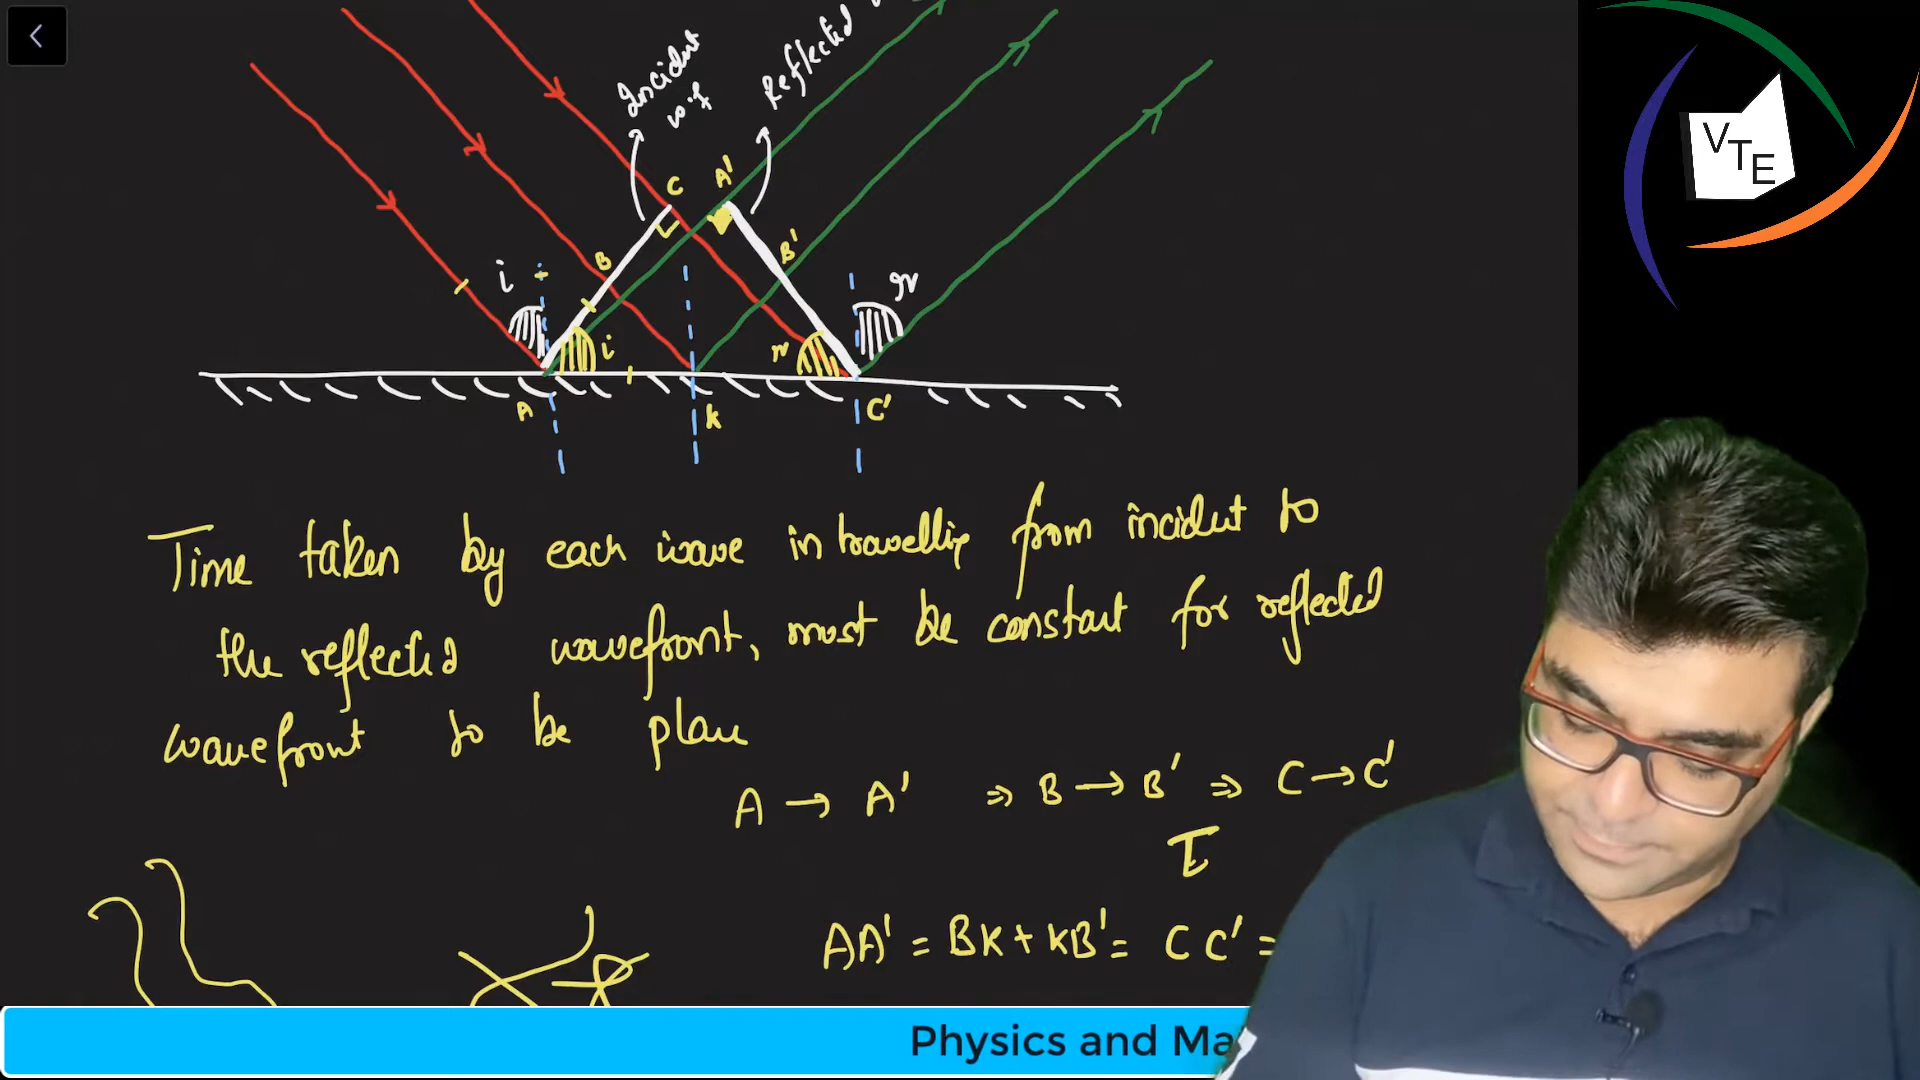 Incident
w.f
Reflected
C
A'
B
B'
i
r
i
r
A
K
C'
Time taken by each wave in travelling from incident to
the reflected wavefront, must be constant for reflected
wavefront to be plane
A → A' ⇒ B → B' ⇒ C → C'
τ
AA' = BK + KB' = CC' =
Physics and Ma
VTE